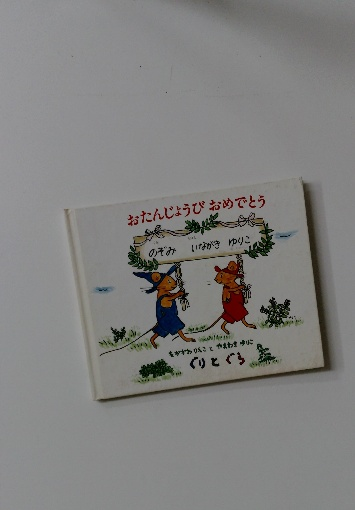 おたんじょうび おめでとう
のぞみ いながき ゆりこ
なかがわ りえこ と やまわき ゆりこ
ぐりとぐら